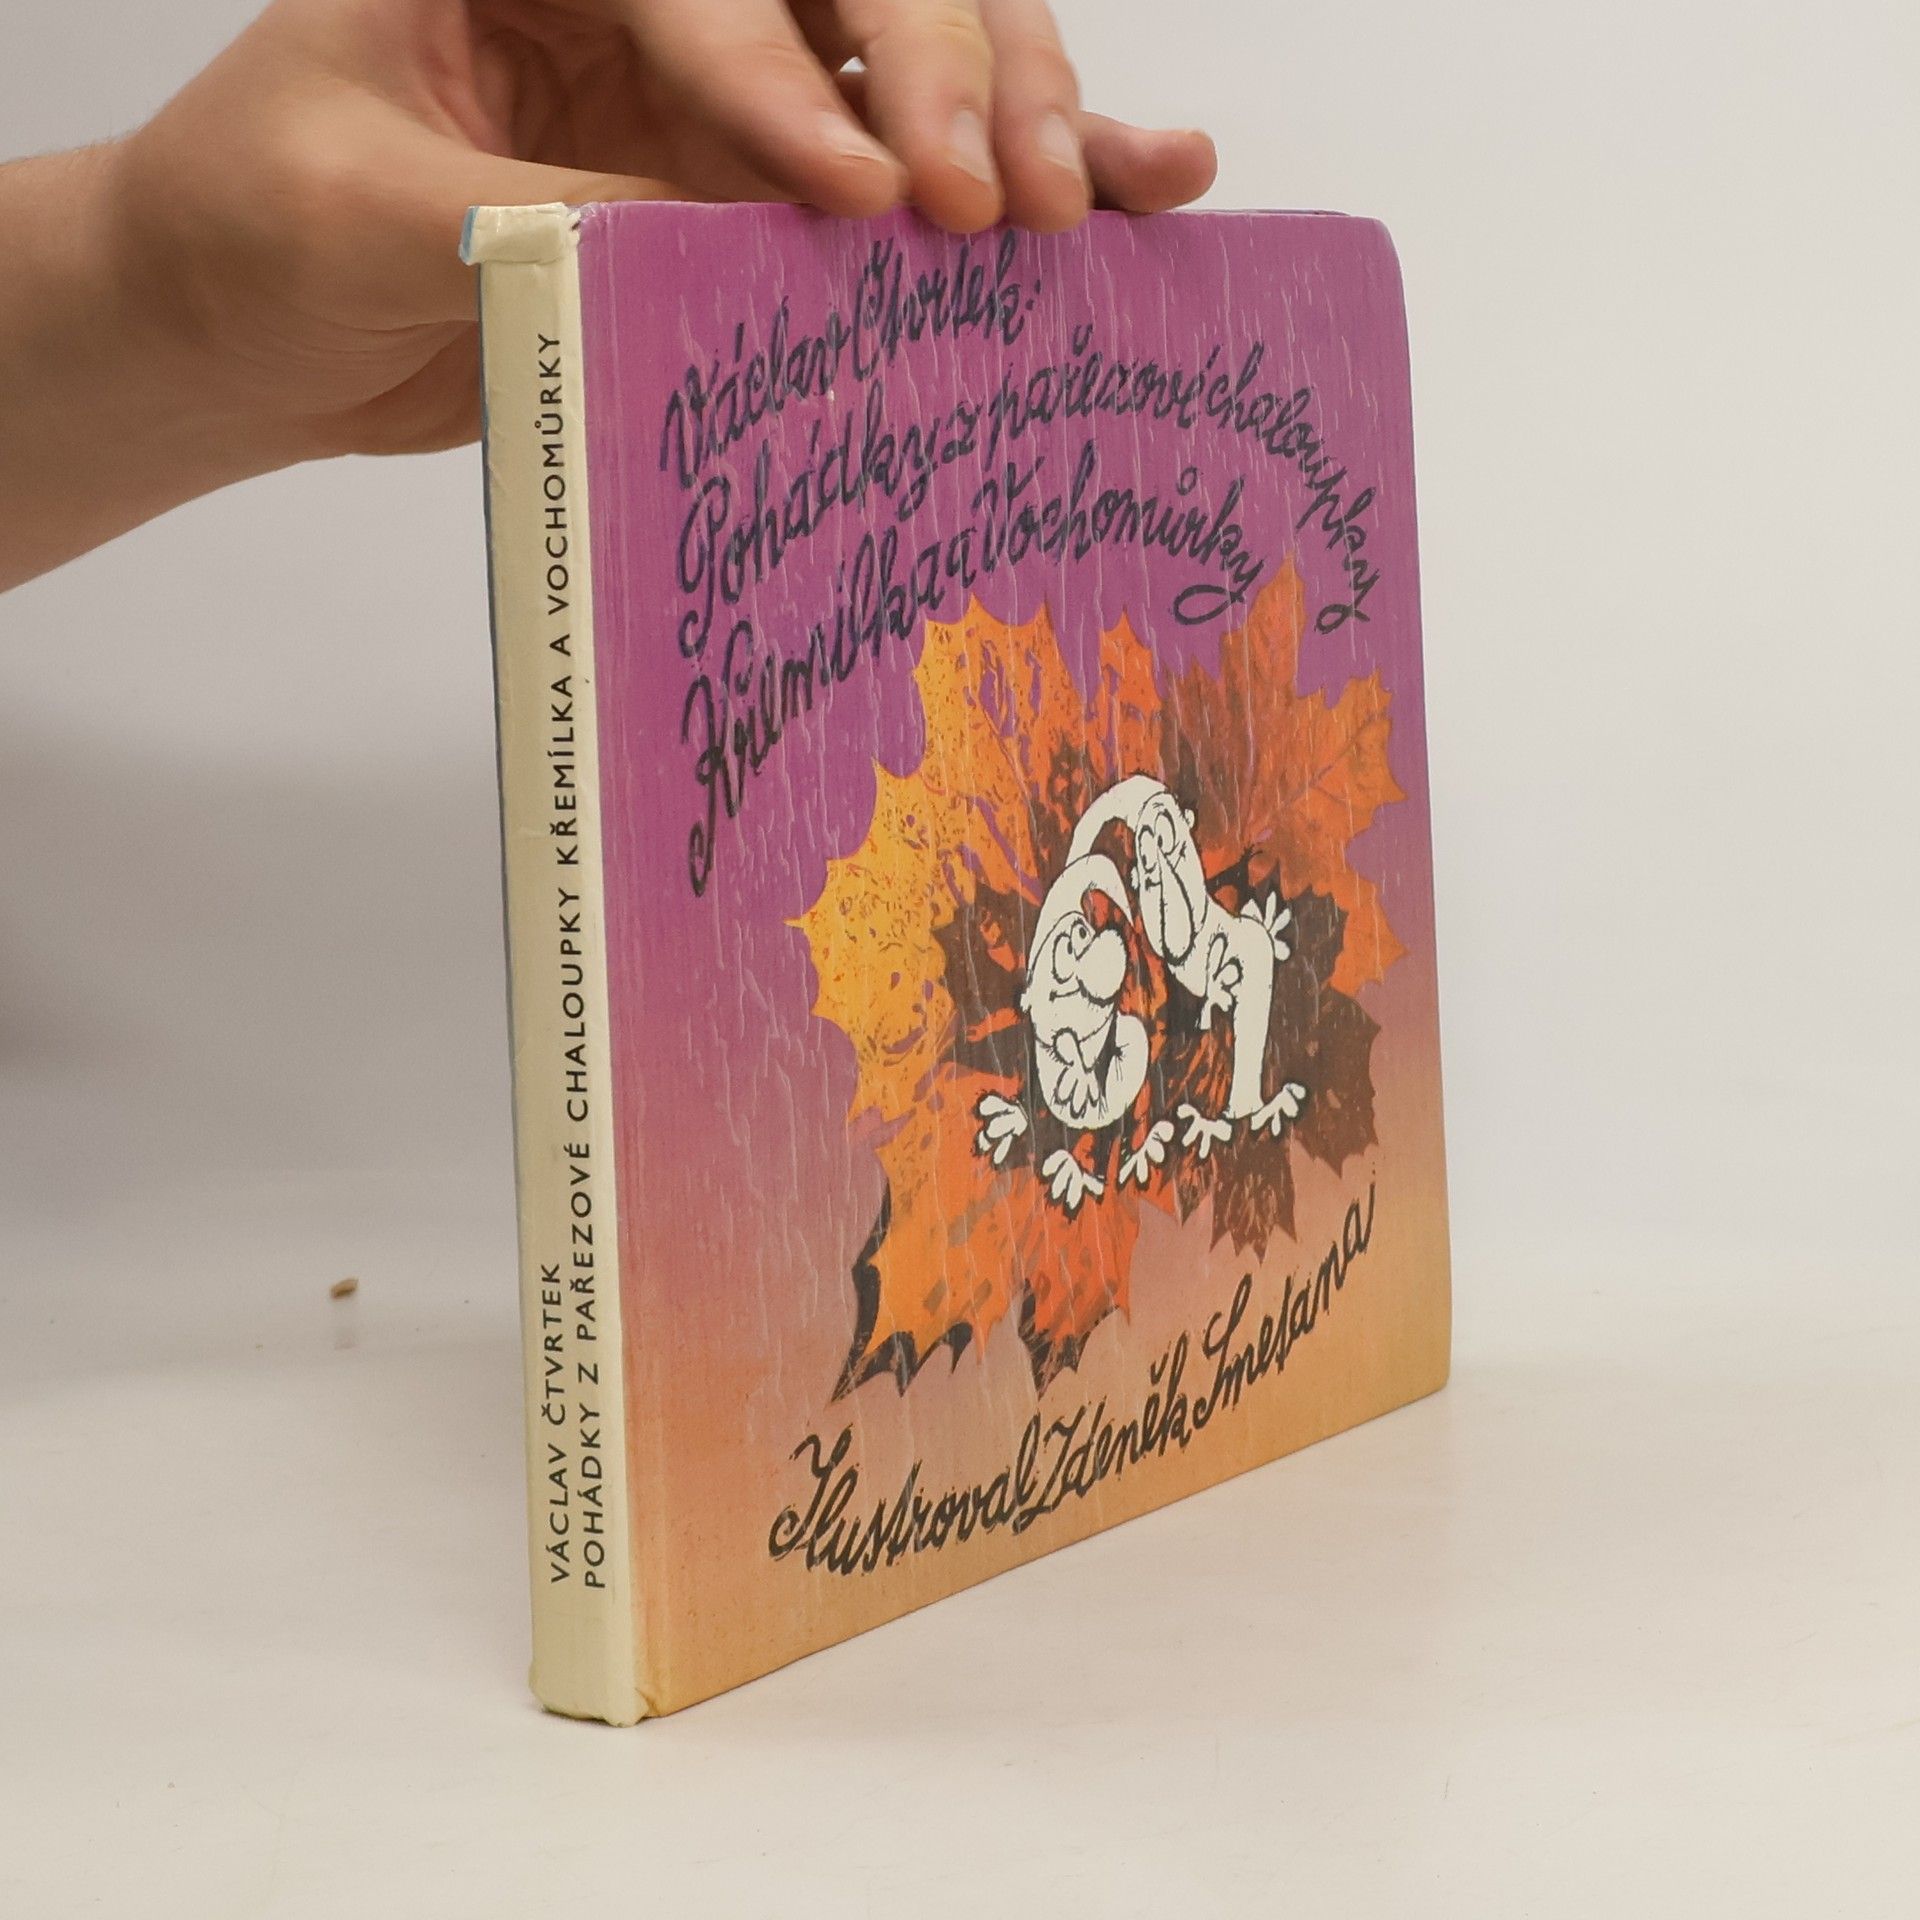 VÁCLAV ČTVRTEK
POHÁDKY Z PAŘEZOVÉ CHALOUPKY KŘEMÍLKA A VOCHOMŮRKY
Václav Čtvrtek:
Pohádky z pařezové chaloupky
Křemílka a Vochomůrky
Ilustroval Zdeněk Smetana